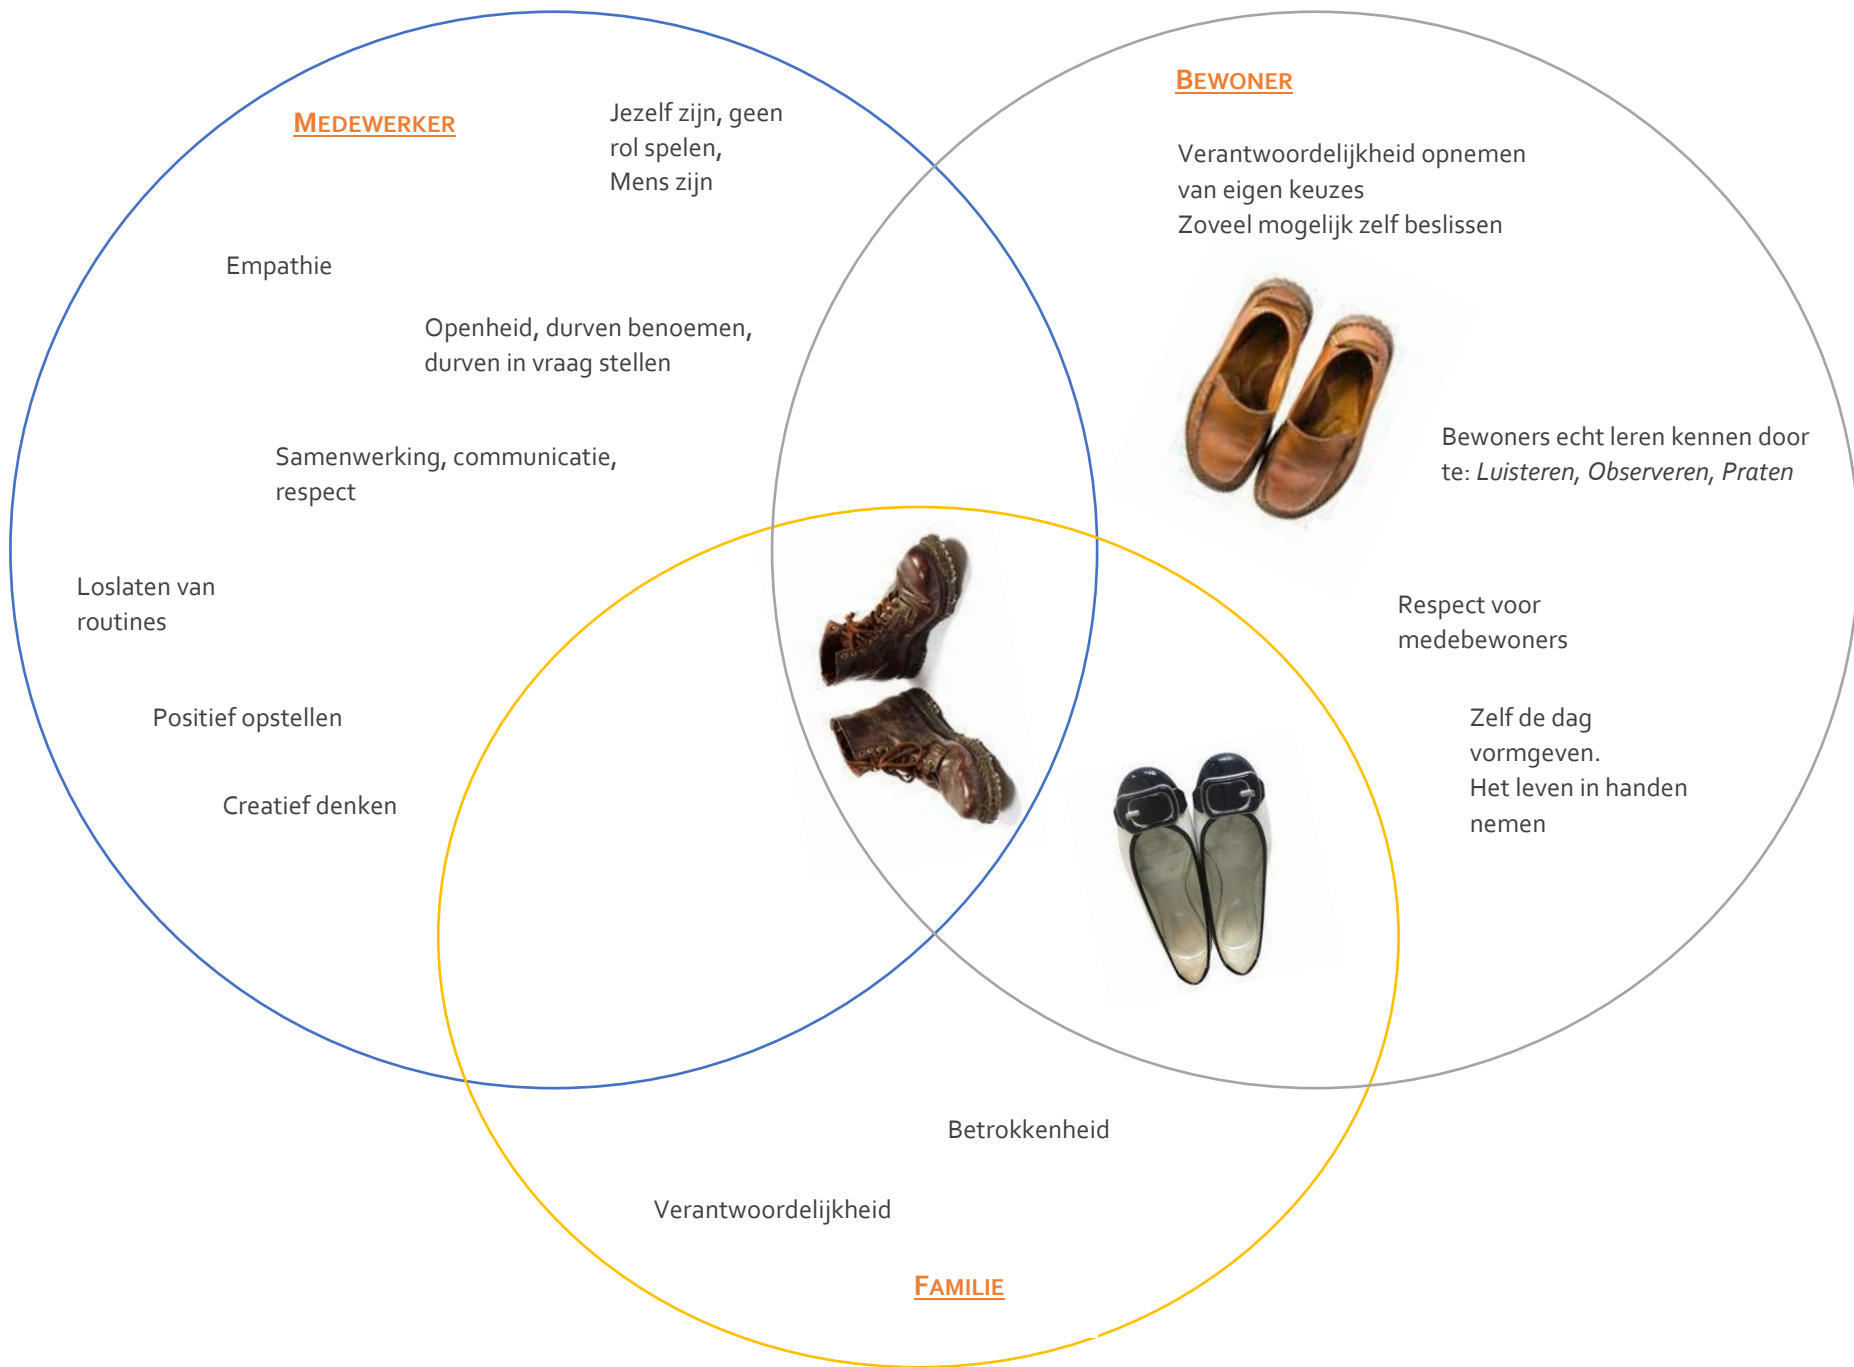 MEDEWERKER
Jezelf zijn, geen
rol spelen,
Mens zijn
Empathie
Openheid, durven benoemen,
durven in vraag stellen
Samenwerking, communicatie,
respect
Loslaten van
routines
Positief opstellen
Creatief denken
BEWONER
Verantwoordelijkheid opnemen
van eigen keuzes
Zoveel mogelijk zelf beslissen
Bewoners echt leren kennen door
te: Luisteren, Observeren, Praten
Respect voor
medebewoners
Zelf de dag
vormgeven.
Het leven in handen
nemen
Betrokkenheid
Verantwoordelijkheid
FAMILIE